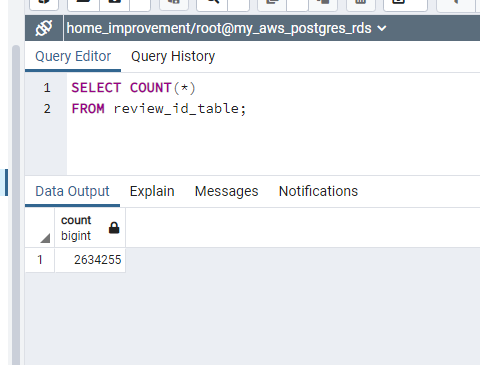 home_improvement/root@my_aws_postgres_rds
Query Editor Query History
1 SELECT COUNT(*)
2 FROM review_id_table;
Data Output Explain Messages Notifications
count
bigint
1 2634255